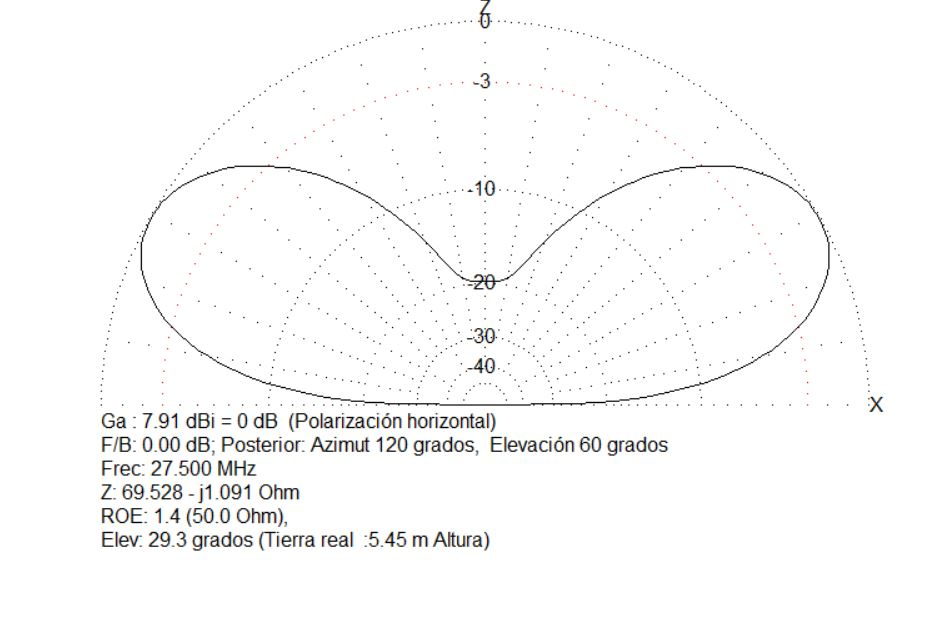 Z
0
-3
-10
-20
-30
-40
X
Ga : 7.91 dBi = 0 dB  (Polarización horizontal)
F/B: 0.00 dB; Posterior: Azimut 120 grados,  Elevación 60 grados
Frec: 27.500 MHz
Z: 69.528 - j1.091 Ohm
ROE: 1.4 (50.0 Ohm),
Elev: 29.3 grados (Tierra real  :5.45 m Altura)